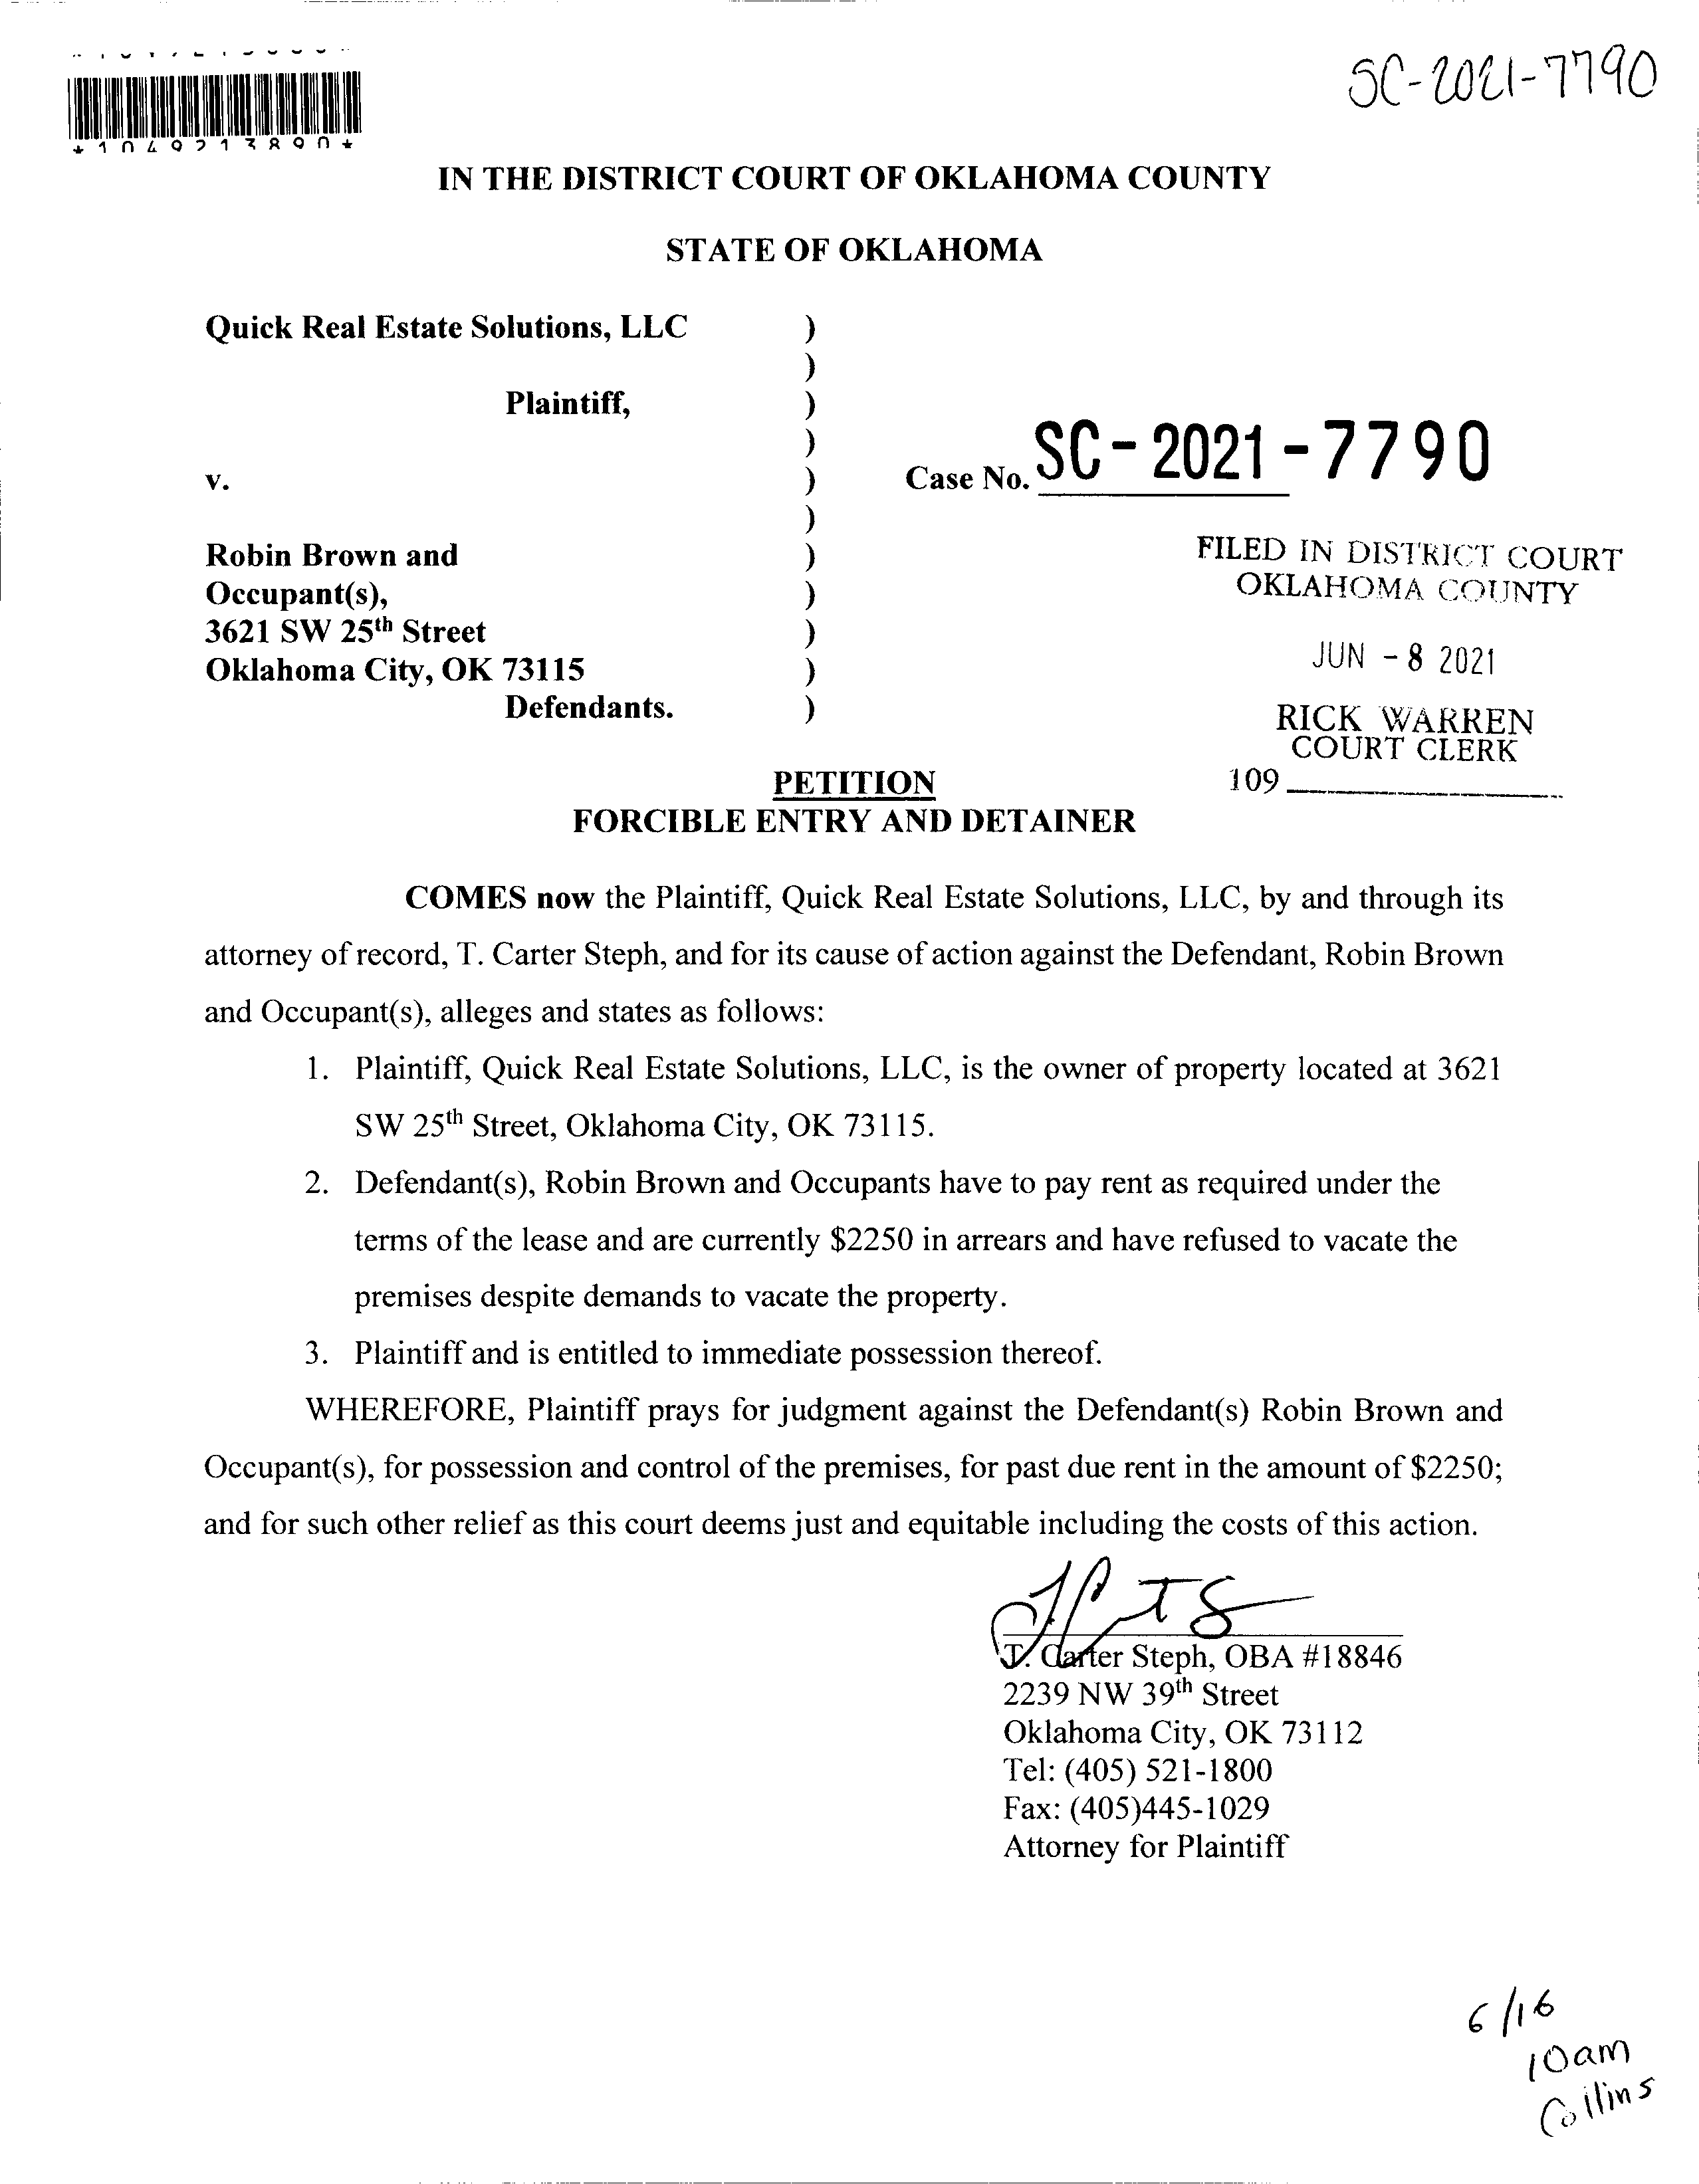 SC-2021-7790
*1049213890*
IN THE DISTRICT COURT OF OKLAHOMA COUNTY
STATE OF OKLAHOMA
Quick Real Estate Solutions, LLC )
)
Plaintiff, )
)
v. ) Case No. SC-2021-7790
)
Robin Brown and )
Occupant(s), )
3621 SW 25th Street )
Oklahoma City, OK 73115 )
Defendants. )
FILED IN DISTRICT COURT
OKLAHOMA COUNTY
JUN -8 2021
RICK WARREN
COURT CLERK
109
PETITION
FORCIBLE ENTRY AND DETAINER
COMES now the Plaintiff, Quick Real Estate Solutions, LLC, by and through its
attorney of record, T. Carter Steph, and for its cause of action against the Defendant, Robin Brown
and Occupant(s), alleges and states as follows:
1. Plaintiff, Quick Real Estate Solutions, LLC, is the owner of property located at 3621
SW 25th Street, Oklahoma City, OK 73115.
2. Defendant(s), Robin Brown and Occupants have to pay rent as required under the
terms of the lease and are currently $2250 in arrears and have refused to vacate the
premises despite demands to vacate the property.
3. Plaintiff and is entitled to immediate possession thereof.
WHEREFORE, Plaintiff prays for judgment against the Defendant(s) Robin Brown and
Occupant(s), for possession and control of the premises, for past due rent in the amount of $2250;
and for such other relief as this court deems just and equitable including the costs of this action.
T. Carter Steph, OBA #18846
2239 NW 39th Street
Oklahoma City, OK 73112
Tel: (405) 521-1800
Fax: (405)445-1029
Attorney for Plaintiff
6/16
10am
Collins